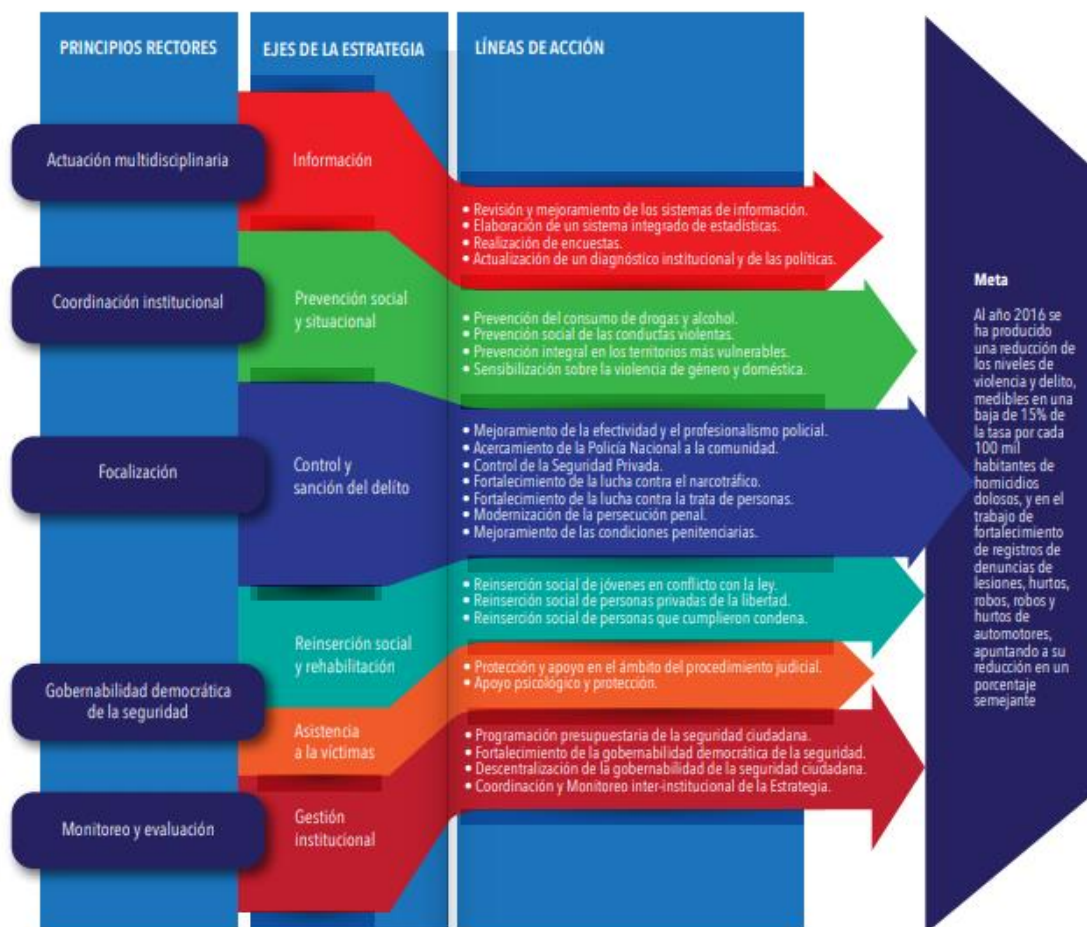 PRINCIPIOS RECTORES
Actuación multidisciplinaria
Coordinación institucional
Focalización
Gobernabilidad democrática
de la seguridad
Monitoreo y evaluación
EJES DE LA ESTRATEGIA
Información
Prevención social
y situacional
Control y
sanción del delíto
Reinserción social
y rehabilitación
Asistencia
a la víctimas
Gestión
institucional
LÍNEAS DE ACCIÓN
• Revisión y mejoramiento de los sistemas de información.
• Elaboración de un sistema integrado de estadísticas.
• Realización de encuestas.
• Actualización de un diagnóstico institucional y de las políticas.
• Prevención del consumo de drogas y alcohol.
• Prevención social de las conductas violentas.
• Prevención integral en los territorios más vulnerables.
• Sensibilización sobre la violencia de género y doméstica.
• Mejoramiento de la efectividad y el profesionalismo policial.
• Acercamiento de la Policía Nacional a la comunidad.
• Control de la Seguridad Privada.
• Fortalecimiento de la lucha contra el narcotráfico.
• Fortalecimiento de la lucha contra la trata de personas.
• Modernización de la persecución penal.
• Mejoramiento de las condiciones penitenciarias.
• Reinserción social de jóvenes en conflicto con la ley.
• Reinserción social de personas privadas de la libertad.
• Reinserción social de personas que cumplieron condena.
• Protección y apoyo en el ámbito del procedimiento judicial.
• Apoyo psicológico y protección.
• Programación presupuestaria de la seguridad ciudadana.
• Fortalecimiento de la gobernabilidad democrática de la seguridad.
• Descentralización de la gobernabilidad de la seguridad ciudadana.
• Coordinación y Monitoreo inter-institucional de la Estrategia.
Meta
Al año 2016 se
ha producido
una reducción de
los niveles de
violencia y delito,
medibles en una
baja de 15% de
la tasa por cada
100 mil
habitantes de
homicidios
dolosos, y en el
trabajo de
fortalecimiento
de registros de
denuncias de
lesiones, hurtos,
robos, robos y
hurtos de
automotores,
apuntando a su
reducción en un
porcentaje
semejante